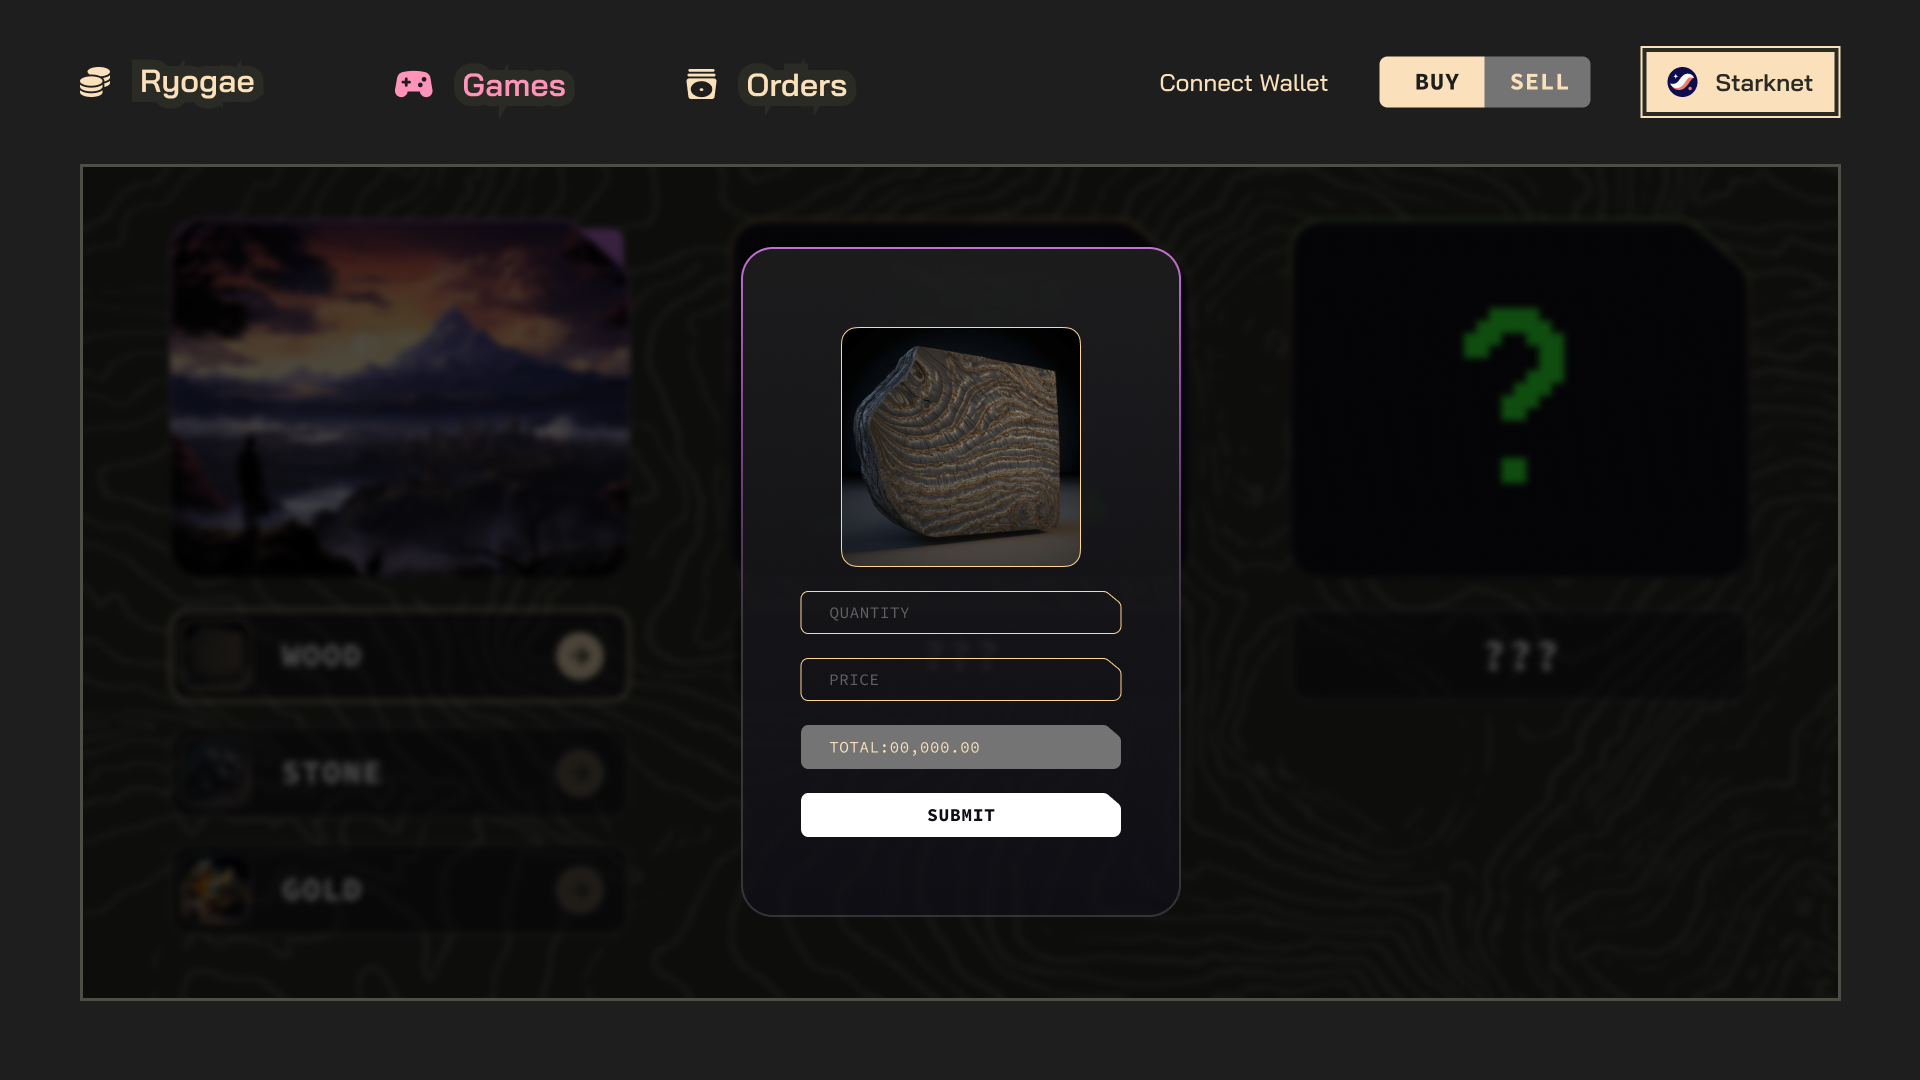 Ryogae
Games
Orders
Connect Wallet
BUY
SELL
Starknet
QUANTITY
PRICE
TOTAL:00,000.00
SUBMIT
WOOD
STONE
GOLD
?
???
???